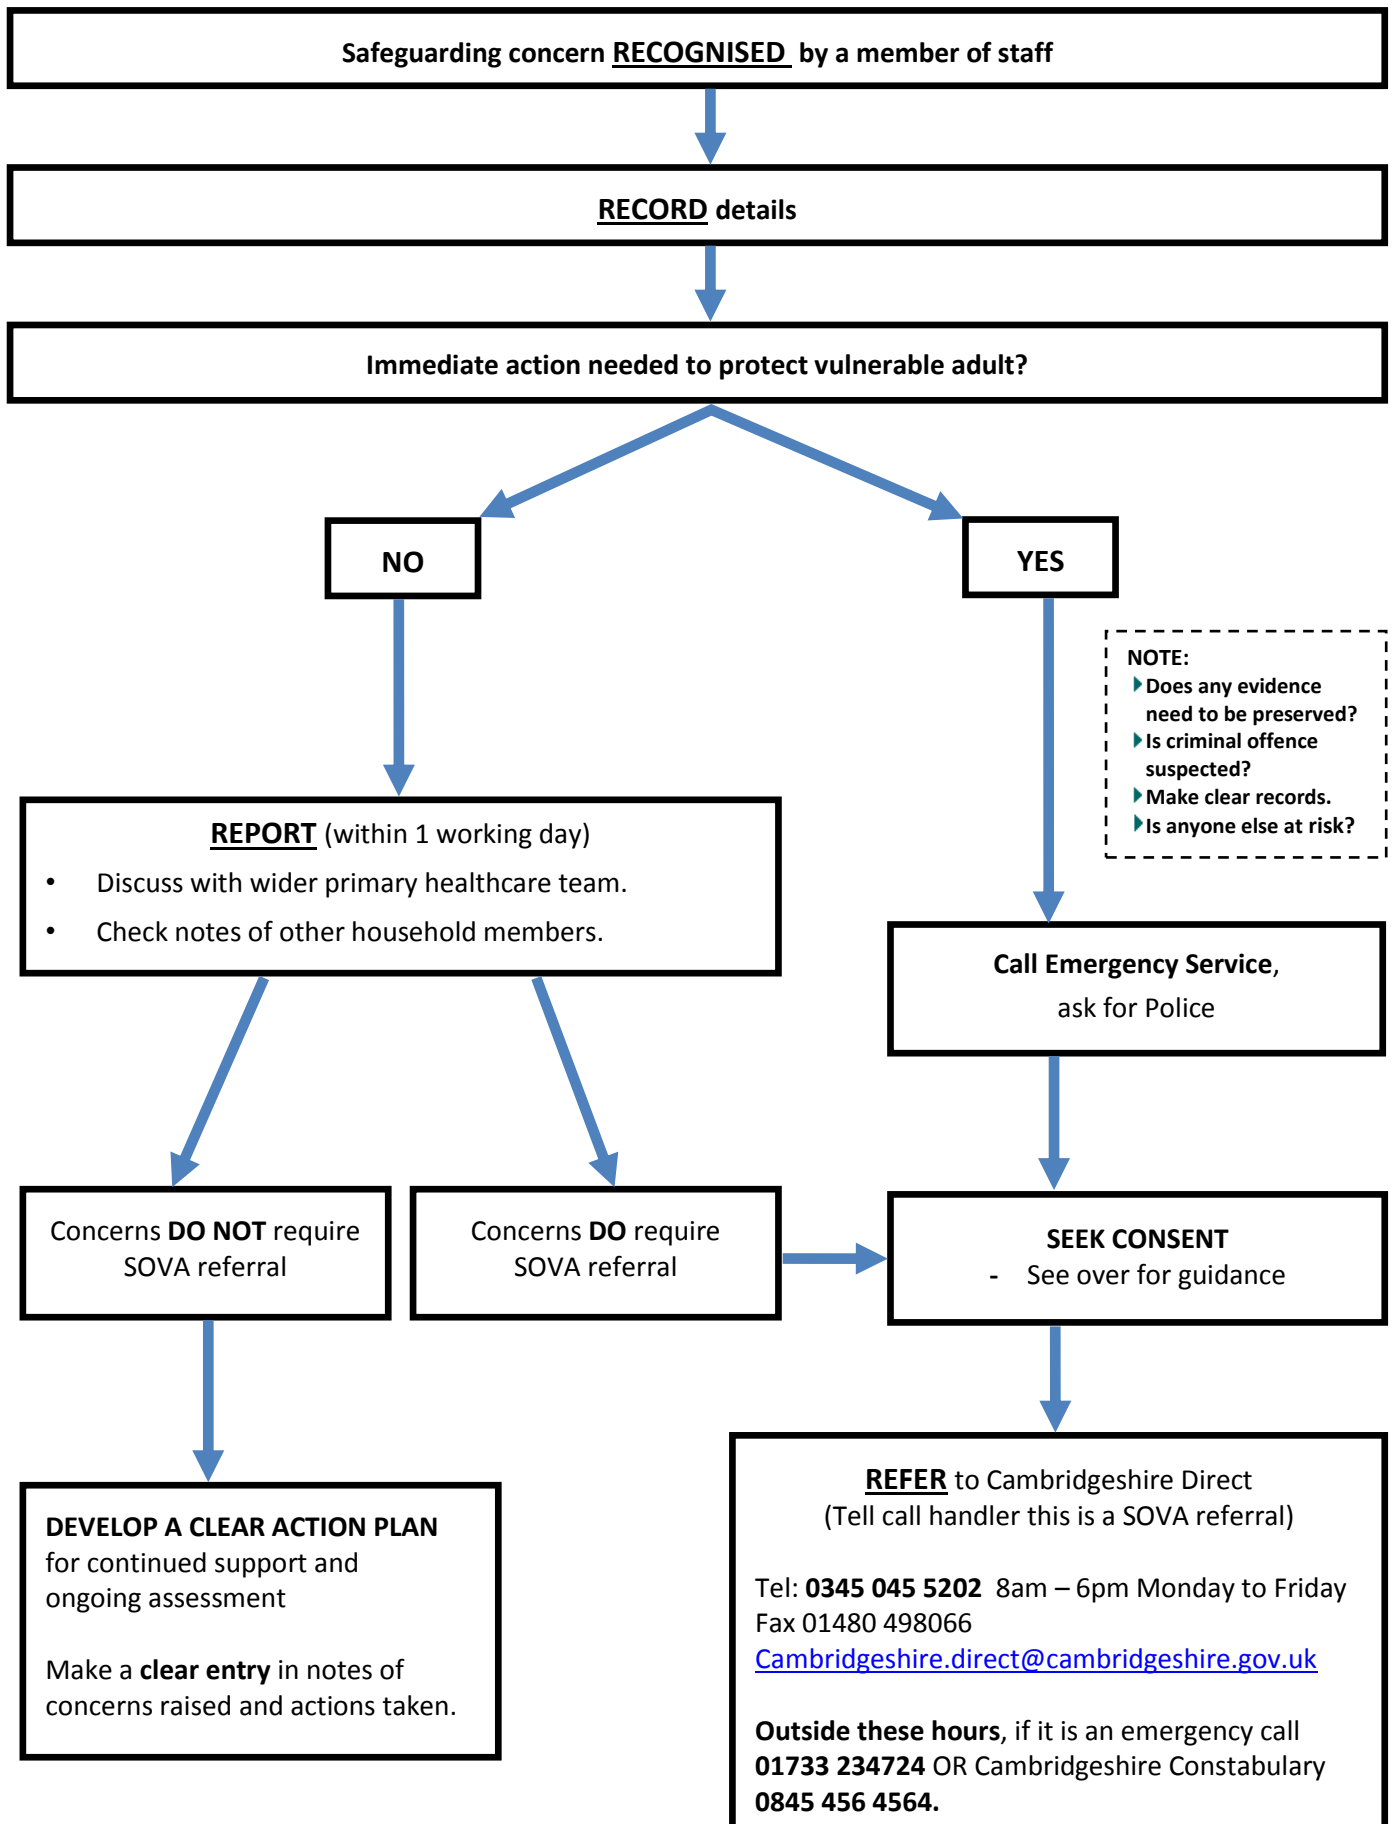 Safeguarding concern RECOGNISED by a member of staff
RECORD details
Immediate action needed to protect vulnerable adult?
NO
YES
NOTE:
Does any evidence
need to be preserved?
Is criminal offence
suspected?
Make clear records.
Is anyone else at risk?
REPORT (within 1 working day)
• Discuss with wider primary healthcare team.
• Check notes of other household members.
Call Emergency Service,
ask for Police
Concerns DO NOT require
SOVA referral
Concerns DO require
SOVA referral
SEEK CONSENT
- See over for guidance
DEVELOP A CLEAR ACTION PLAN
for continued support and
ongoing assessment
Make a clear entry in notes of
concerns raised and actions taken.
REFER to Cambridgeshire Direct
(Tell call handler this is a SOVA referral)
Tel: 0345 045 5202 8am – 6pm Monday to Friday
Fax 01480 498066
Cambridgeshire.direct@cambridgeshire.gov.uk
Outside these hours, if it is an emergency call
01733 234724 OR Cambridgeshire Constabulary
0845 456 4564.